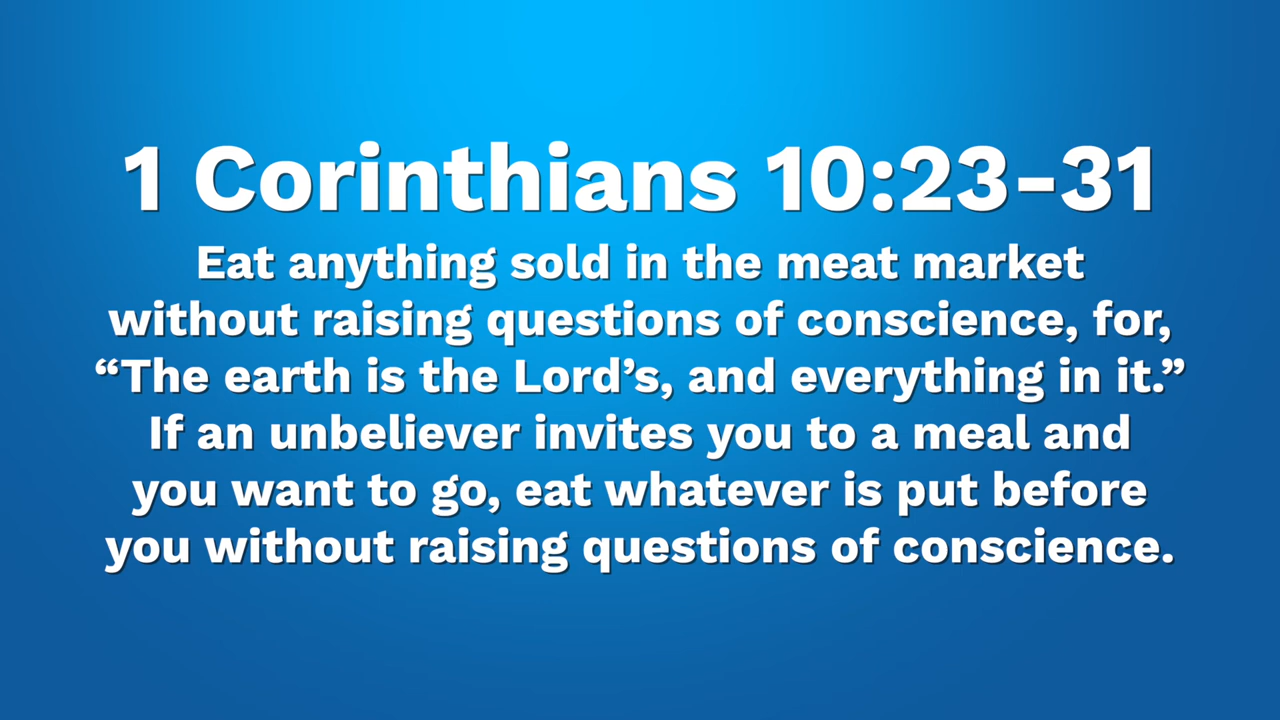 1 Corinthians 10:23-31
Eat anything sold in the meat market
without raising questions of conscience, for,
“The earth is the Lord’s, and everything in it.”
If an unbeliever invites you to a meal and
you want to go, eat whatever is put before
you without raising questions of conscience.